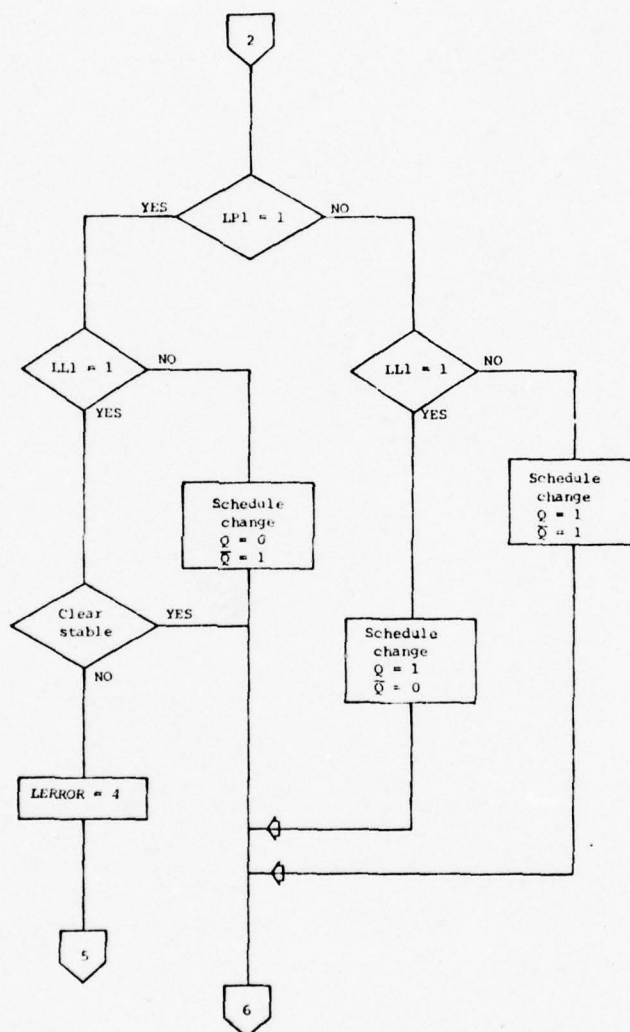 2
YES
LP1 = 1
NO
LL1 = 1
NO
YES
LL1 = 1
NO
YES
Schedule
change
Q = 1
Q̅ = 1
Schedule
change
Q = 0
Q̅ = 1
Clear
stable
YES
NO
Schedule
change
Q = 1
Q̅ = 0
LERROR = 4
5
6